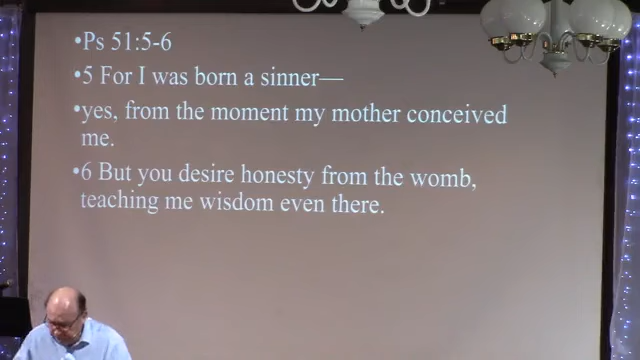 •Ps 51:5-6
•5 For I was born a sinner—
•yes, from the moment my mother conceived
me.
•6 But you desire honesty from the womb,
teaching me wisdom even there.